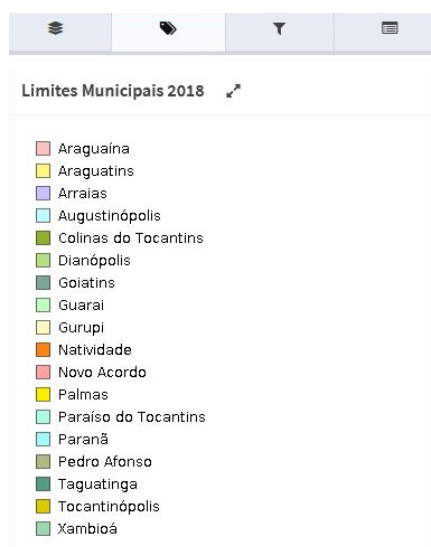 Limites Municipais 2018
Araguaína
Araguatins
Arraias
Augustinópolis
Colinas do Tocantins
Dianópolis
Goiatins
Guarai
Gurupi
Natividade
Novo Acordo
Palmas
Paraíso do Tocantins
Paranã
Pedro Afonso
Taguatinga
Tocantinópolis
Xambioá